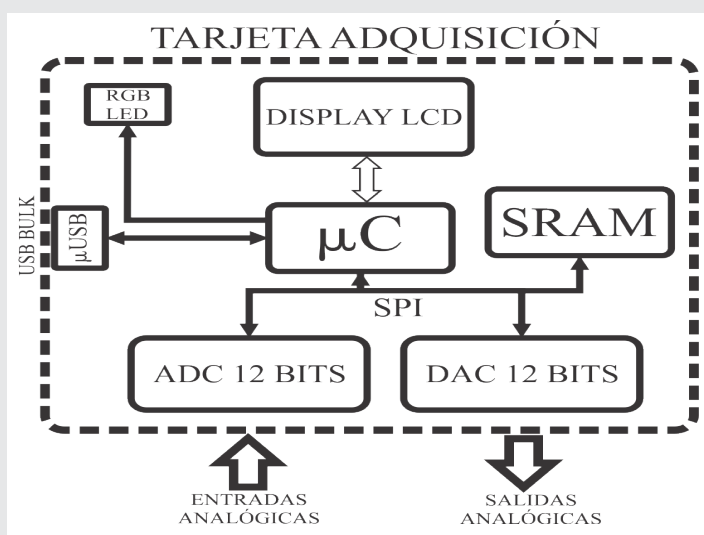 TARJETA ADQUISICIÓN
RGB
LED
DISPLAY LCD
USB BULK
µUSB
µC
SRAM
SPI
ADC 12 BITS
DAC 12 BITS
ENTRADAS
ANALÓGICAS
SALIDAS
ANALÓGICAS